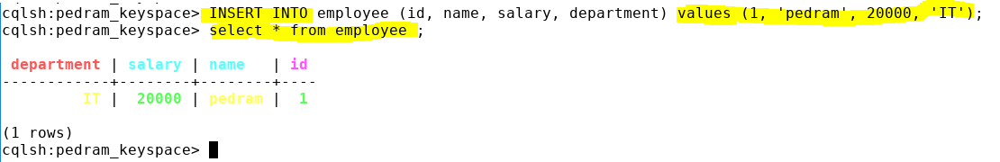 cqlsh:pedram_keyspace> INSERT INTO employee (id, name, salary, department) values (1, 'pedram', 20000, 'IT');
cqlsh:pedram_keyspace> select * from employee ;
department | salary | name | id
------------+--------+--------+----
IT | 20000 | pedram | 1
(1 rows)
cqlsh:pedram_keyspace>